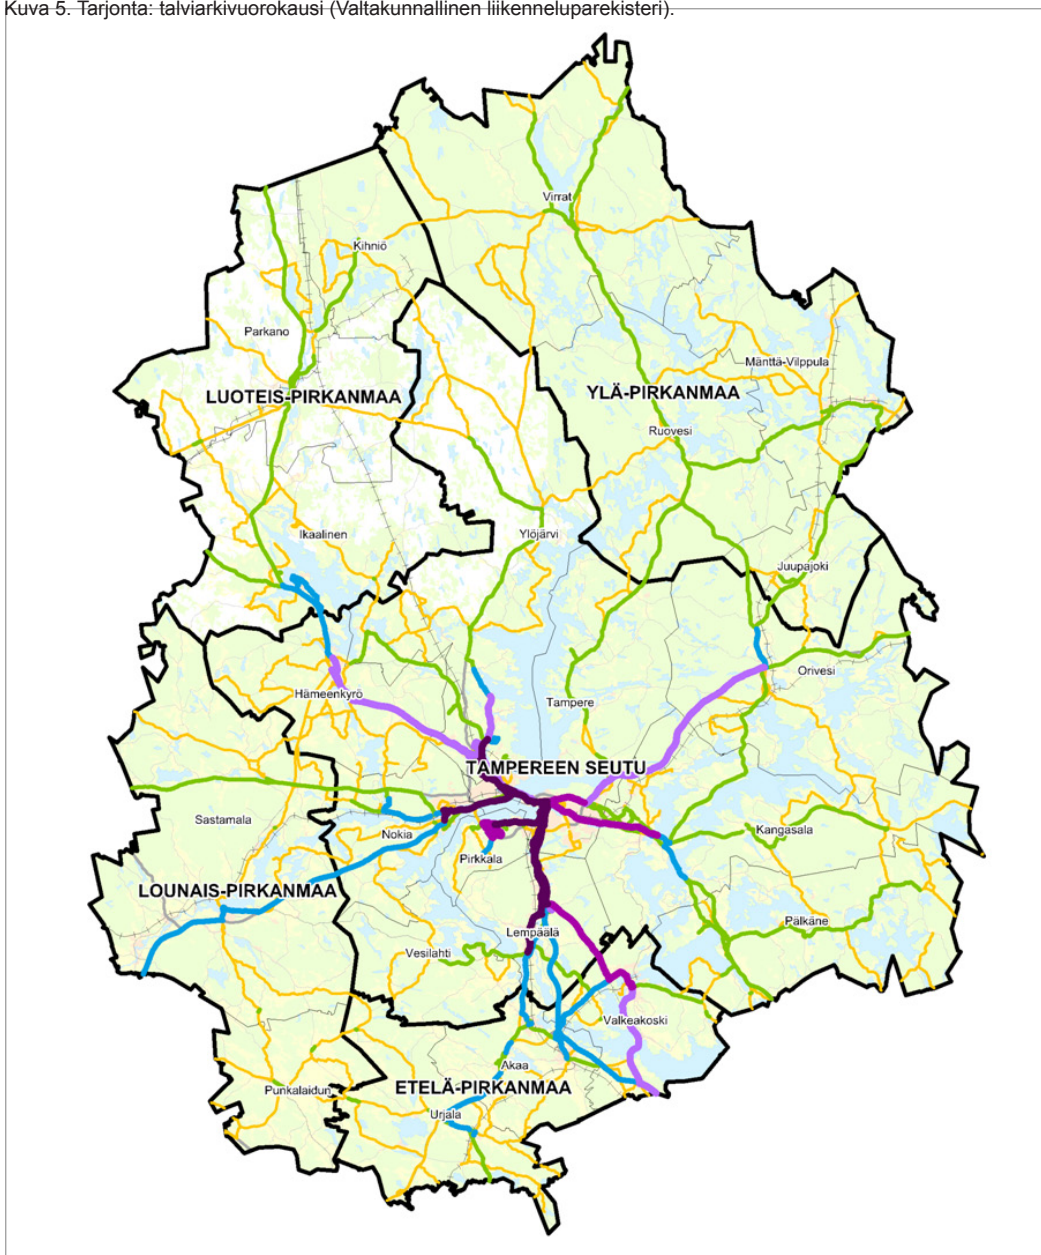 Kuva 5. Tarjonta: talviarkivuorokausi (Valtakunnallinen liikenneluparekisteri).
Virrat
Kihniö
Parkano
Mänttä-Vilppula
LUOTEIS-PIRKANMAA
YLÄ-PIRKANMAA
Ruovesi
Ikaalinen
Ylöjärvi
Juupajoki
Orivesi
Hämeenkyrö
Tampere
TAMPEREEN SEUTU
Sastamala
Nokia
Kangasala
Pirkkala
LOUNAIS-PIRKANMAA
Pälkäne
Lempäälä
Vesilahti
Valkeakoski
Akaa
ETELÄ-PIRKANMAA
Punkalaidun
Urjala